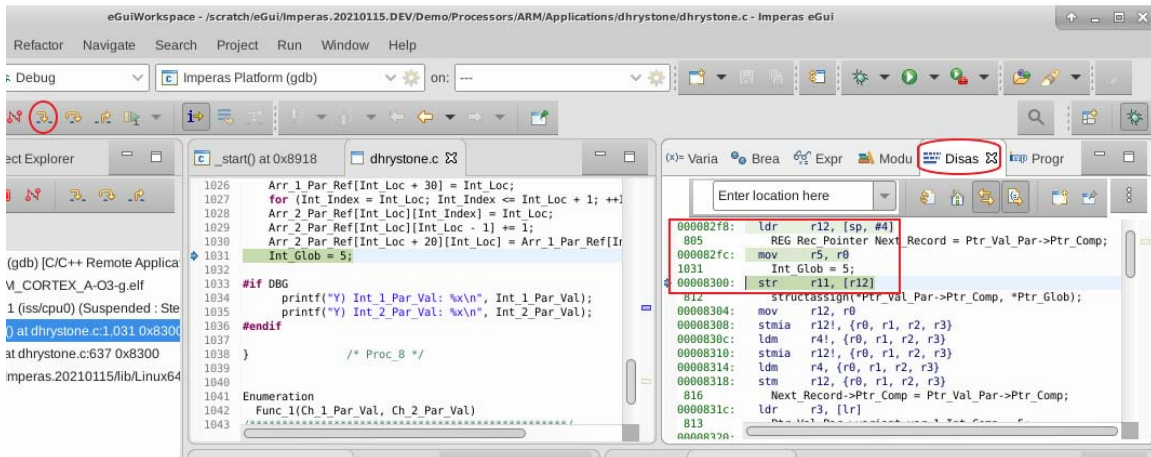 eGuiWorkspace - /scratch/eGui/Imperas.20210115.DEV/Demo/Processors/ARM/Applications/dhrystone/dhrystone.c - Imperas eGui
Refactor Navigate Search Project Run Window Help
Debug
Imperas Platform (gdb)
on: ---
ect Explorer
_start() at 0x8918
dhrystone.c
(x)= Varia
Brea
Expr
Modu
Disas
Progr
Enter location here
(gdb) [C/C++ Remote Applica
M_CORTEX_A-O3-g.elf
1 (iss/cpu0) (Suspended : Ste
() at dhrystone.c:1,031 0x8300
at dhrystone.c:637 0x8300
mperas.20210115/lib/Linux64
1026 Arr_1_Par_Ref[Int_Loc + 30] = Int_Loc;
1027 for (Int_Index = Int_Loc; Int_Index <= Int_Loc + 1; ++I
1028 Arr_2_Par_Ref[Int_Loc][Int_Index] = Int_Loc;
1029 Arr_2_Par_Ref[Int_Loc][Int_Loc - 1] += 1;
1030 Arr_2_Par_Ref[Int_Loc + 20][Int_Loc] = Arr_1_Par_Ref[In
1031 Int_Glob = 5;
1032
1033 #if DBG
1034 printf("Y) Int_1_Par_Val: %x\n", Int_1_Par_Val);
1035 printf("Y) Int_2_Par_Val: %x\n", Int_2_Par_Val);
1036 #endif
1037
1038 } /* Proc_8 */
1039
1040
1041 Enumeration
1042 Func_1(Ch_1_Par_Val, Ch_2_Par_Val)
1043
000082f8: ldr r12, [sp, #4]
805 REG Rec_Pointer Next_Record = Ptr_Val_Par->Ptr_Comp;
000082fc: mov r5, r0
1031 Int_Glob = 5;
00008300: str r11, [r12]
812 structassign(*Ptr_Val_Par->Ptr_Comp, *Ptr_Glob);
00008304: mov r12, r0
00008308: stmia r12!, {r0, r1, r2, r3}
0000830c: ldm r4!, {r0, r1, r2, r3}
00008310: stmia r12!, {r0, r1, r2, r3}
00008314: ldm r4, {r0, r1, r2, r3}
00008318: stm r12, {r0, r1, r2, r3}
816 Next_Record->Ptr_Comp = Ptr_Val_Par->Ptr_Comp;
0000831c: ldr r3, [lr]
813
00008320: